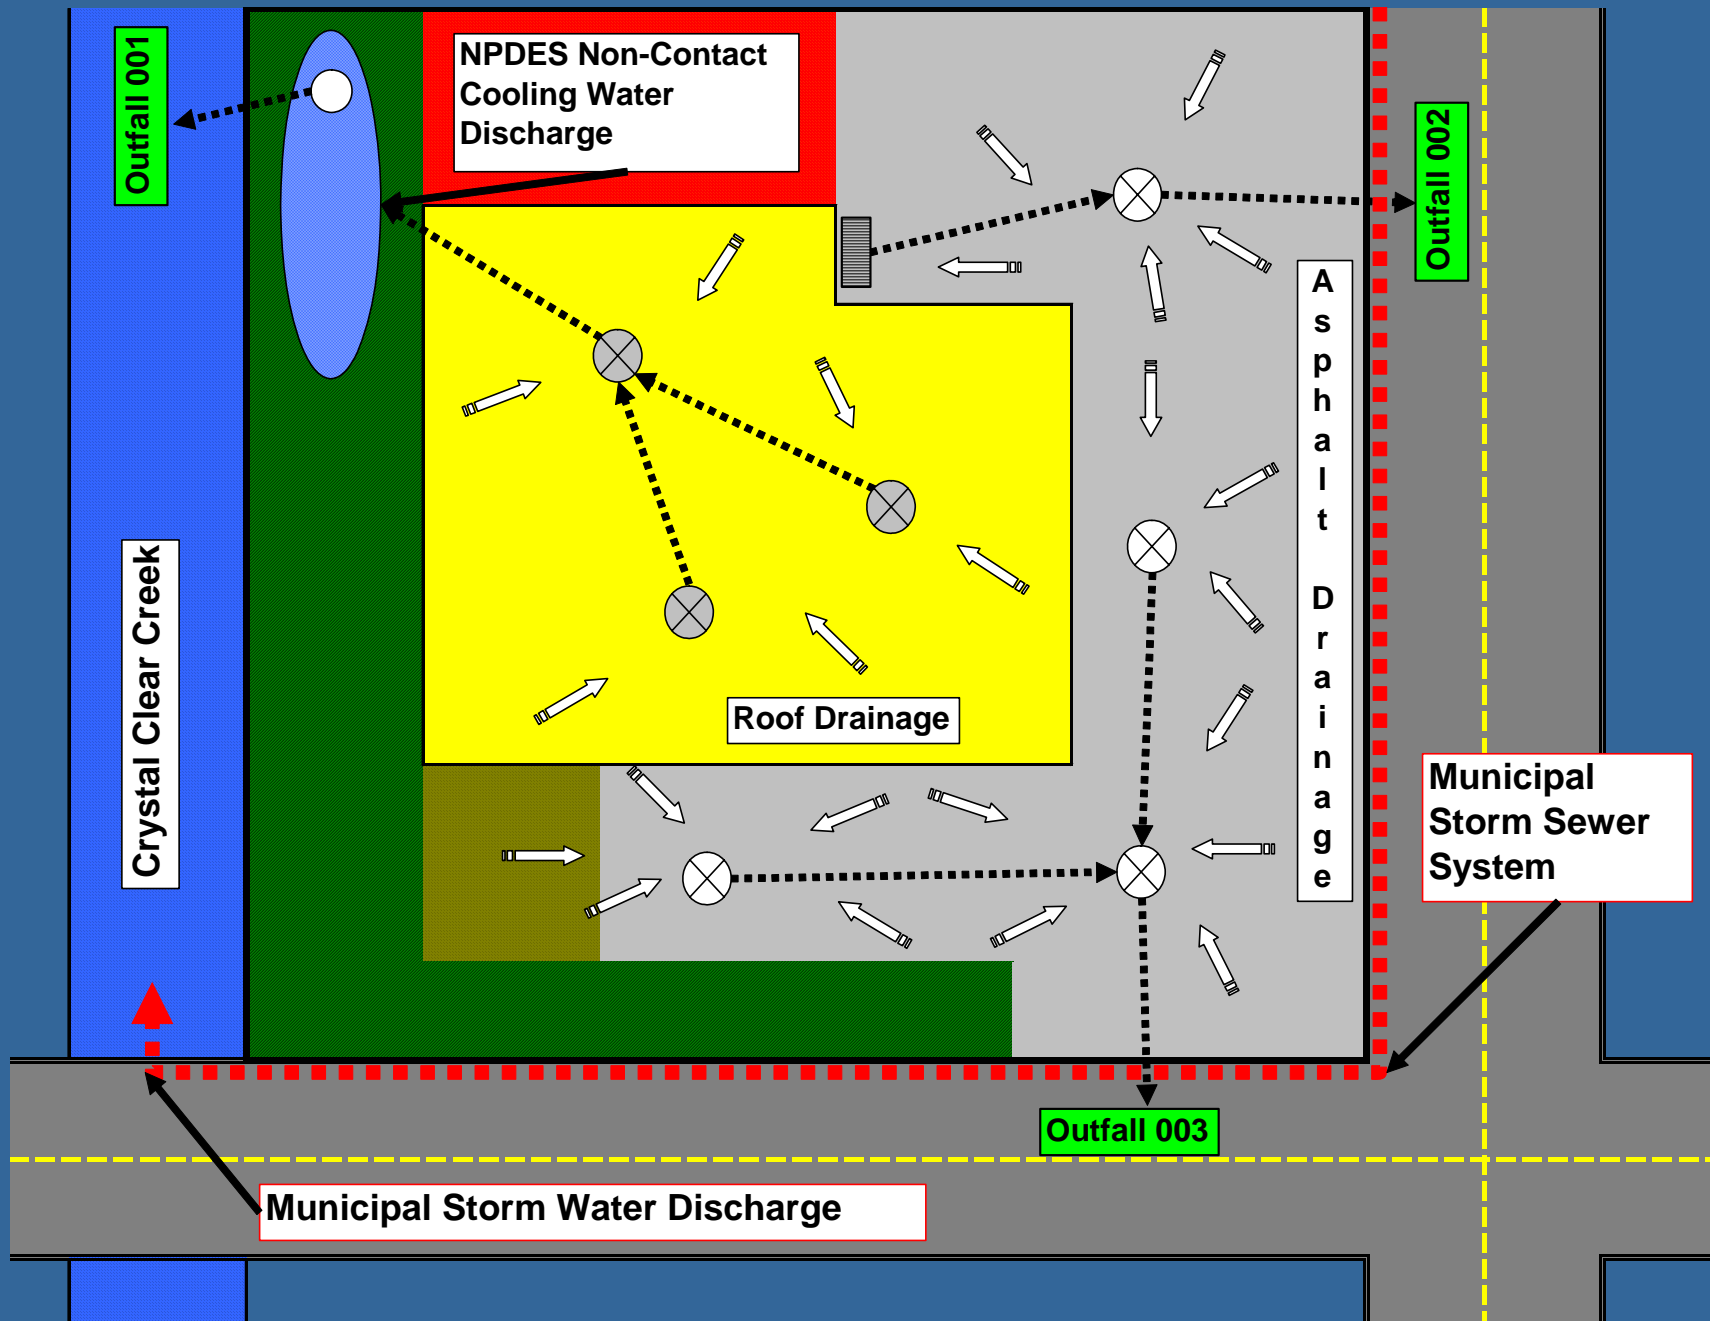 Outfall 001
NPDES Non-Contact
Cooling Water
Discharge
Outfall 002
Asphalt Drainage
Crystal Clear Creek
Roof Drainage
Municipal
Storm Sewer
System
Outfall 003
Municipal Storm Water Discharge